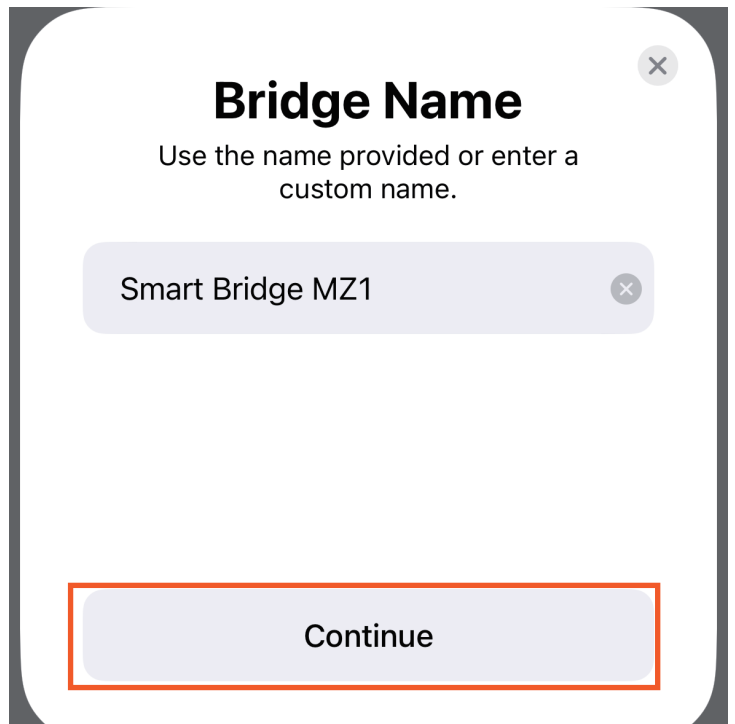 Bridge Name
Use the name provided or enter a
custom name.
Smart Bridge MZ1
Continue